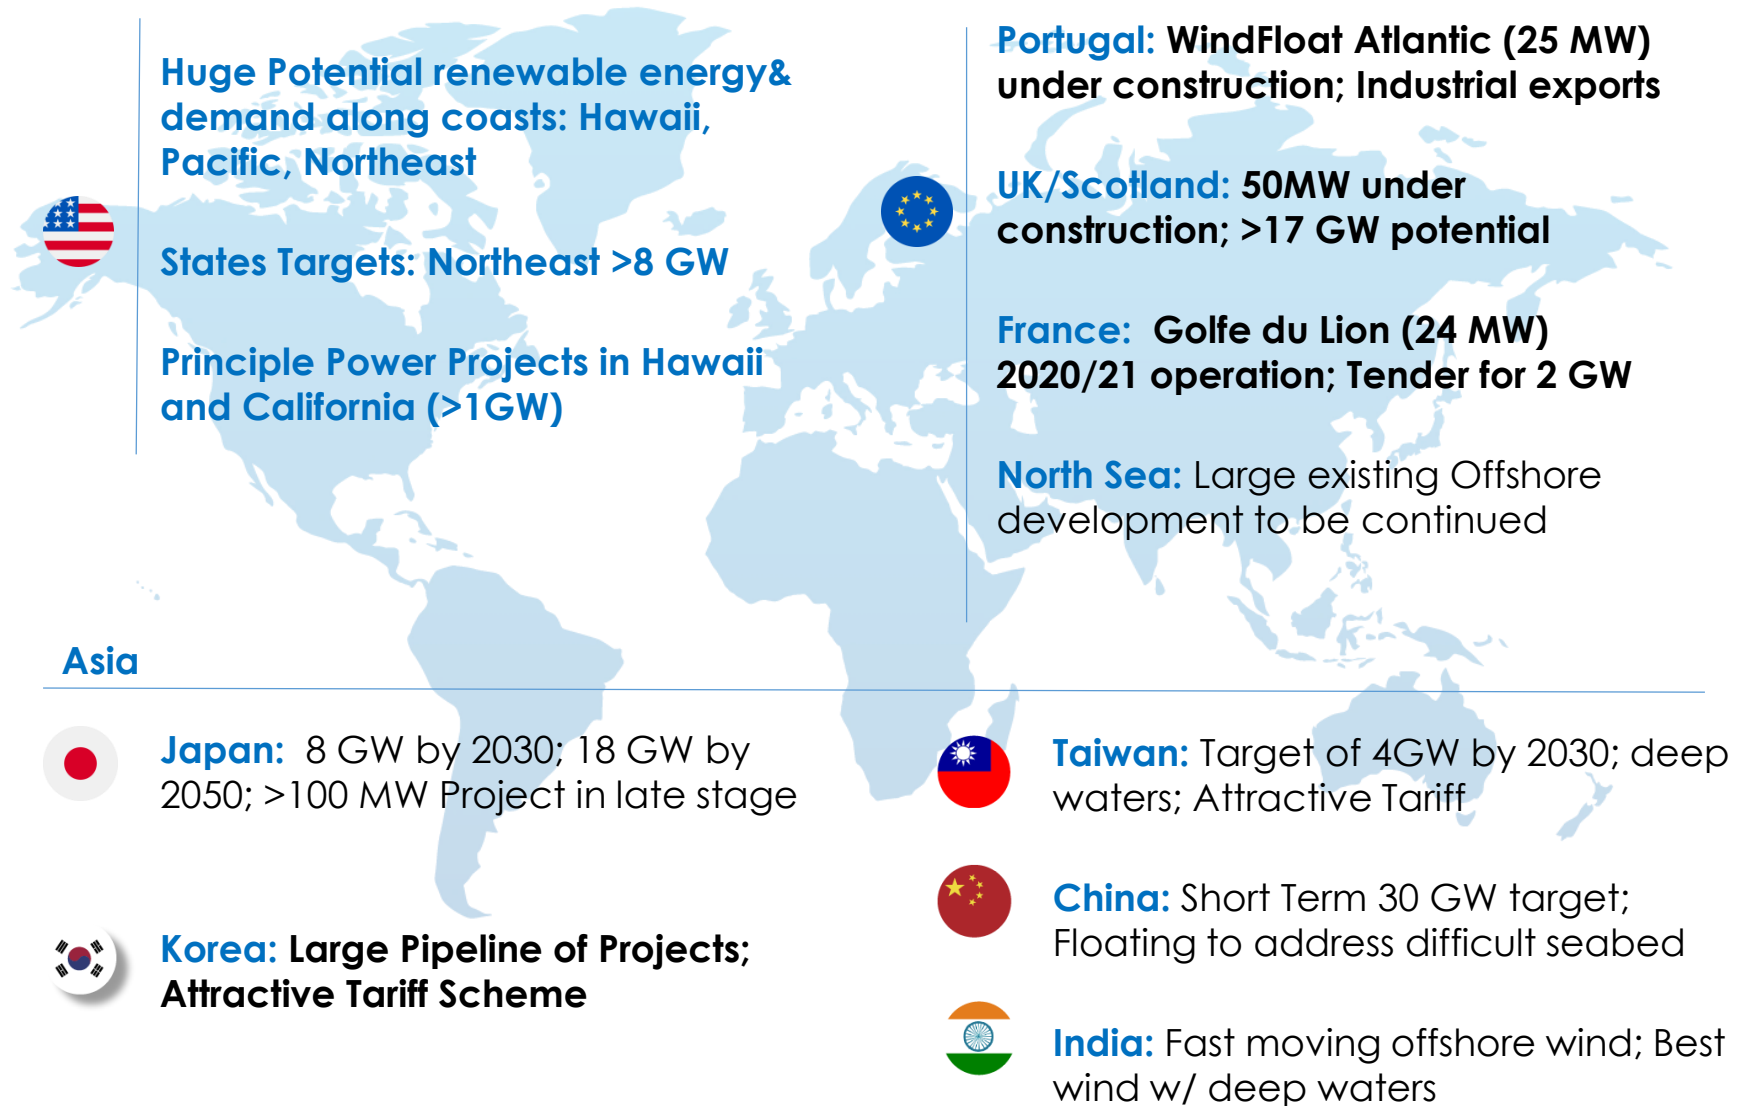 Huge Potential renewable energy&
demand along coasts: Hawaii,
Pacific, Northeast
States Targets: Northeast >8 GW
Principle Power Projects in Hawaii
and California (>1GW)
Portugal: WindFloat Atlantic (25 MW)
under construction; Industrial exports
UK/Scotland: 50MW under
construction; >17 GW potential
France:  Golfe du Lion (24 MW)
2020/21 operation; Tender for 2 GW
North Sea: Large existing Offshore
development to be continued
Asia
Japan:  8 GW by 2030; 18 GW by
2050; >100 MW Project in late stage
Korea: Large Pipeline of Projects;
Attractive Tariff Scheme
Taiwan: Target of 4GW by 2030; deep
waters; Attractive Tariff
China: Short Term 30 GW target;
Floating to address difficult seabed
India: Fast moving offshore wind; Best
wind w/ deep waters